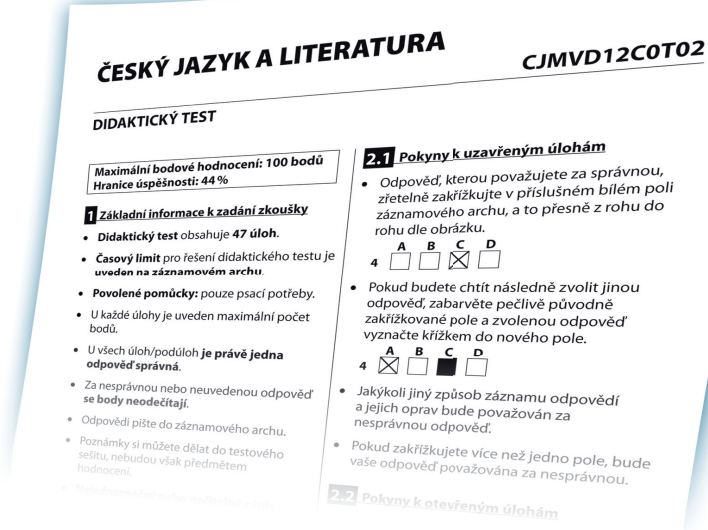 ČESKÝ JAZYK A LITERATURA
CJMVD12C0T02
DIDAKTICKÝ TEST
Maximální bodové hodnocení: 100 bodů
Hranice úspěšnosti: 44 %
1 Základní informace k zadání zkoušky
• Didaktický test obsahuje 47 úloh.
• Časový limit pro řešení didaktického testu je
uveden na záznamovém archu.
• Povolené pomůcky: pouze psací potřeby.
• U každé úlohy je uveden maximální počet
bodů.
• U všech úloh/podúloh je právě jedna
odpověď správná.
• Za nesprávnou nebo neuvedenou odpověď
se body neodečítají.
• Odpovědi pište do záznamového archu.
• Poznámky si můžete dělat do testového
sešitu, nebudou však předmětem
hodnocení.
2.1 Pokyny k uzavřeným úlohám
• Odpověď, kterou považujete za správnou,
zřetelně zakřížkujte v příslušném bílém poli
záznamového archu, a to přesně z rohu do
rohu dle obrázku.
A B C D
4
• Pokud budete chtít následně zvolit jinou
odpověď, zabarvěte pečlivě původně
zakřížkované pole a zvolenou odpověď
vyznačte křížkem do nového pole.
A B C D
4
• Jakýkoli jiný způsob záznamu odpovědí
a jejich oprav bude považován za
nesprávnou odpověď.
• Pokud zakřížkujete více než jedno pole, bude
vaše odpověď považována za nesprávnou.
2.2 Pokyny k otevřeným úlohám